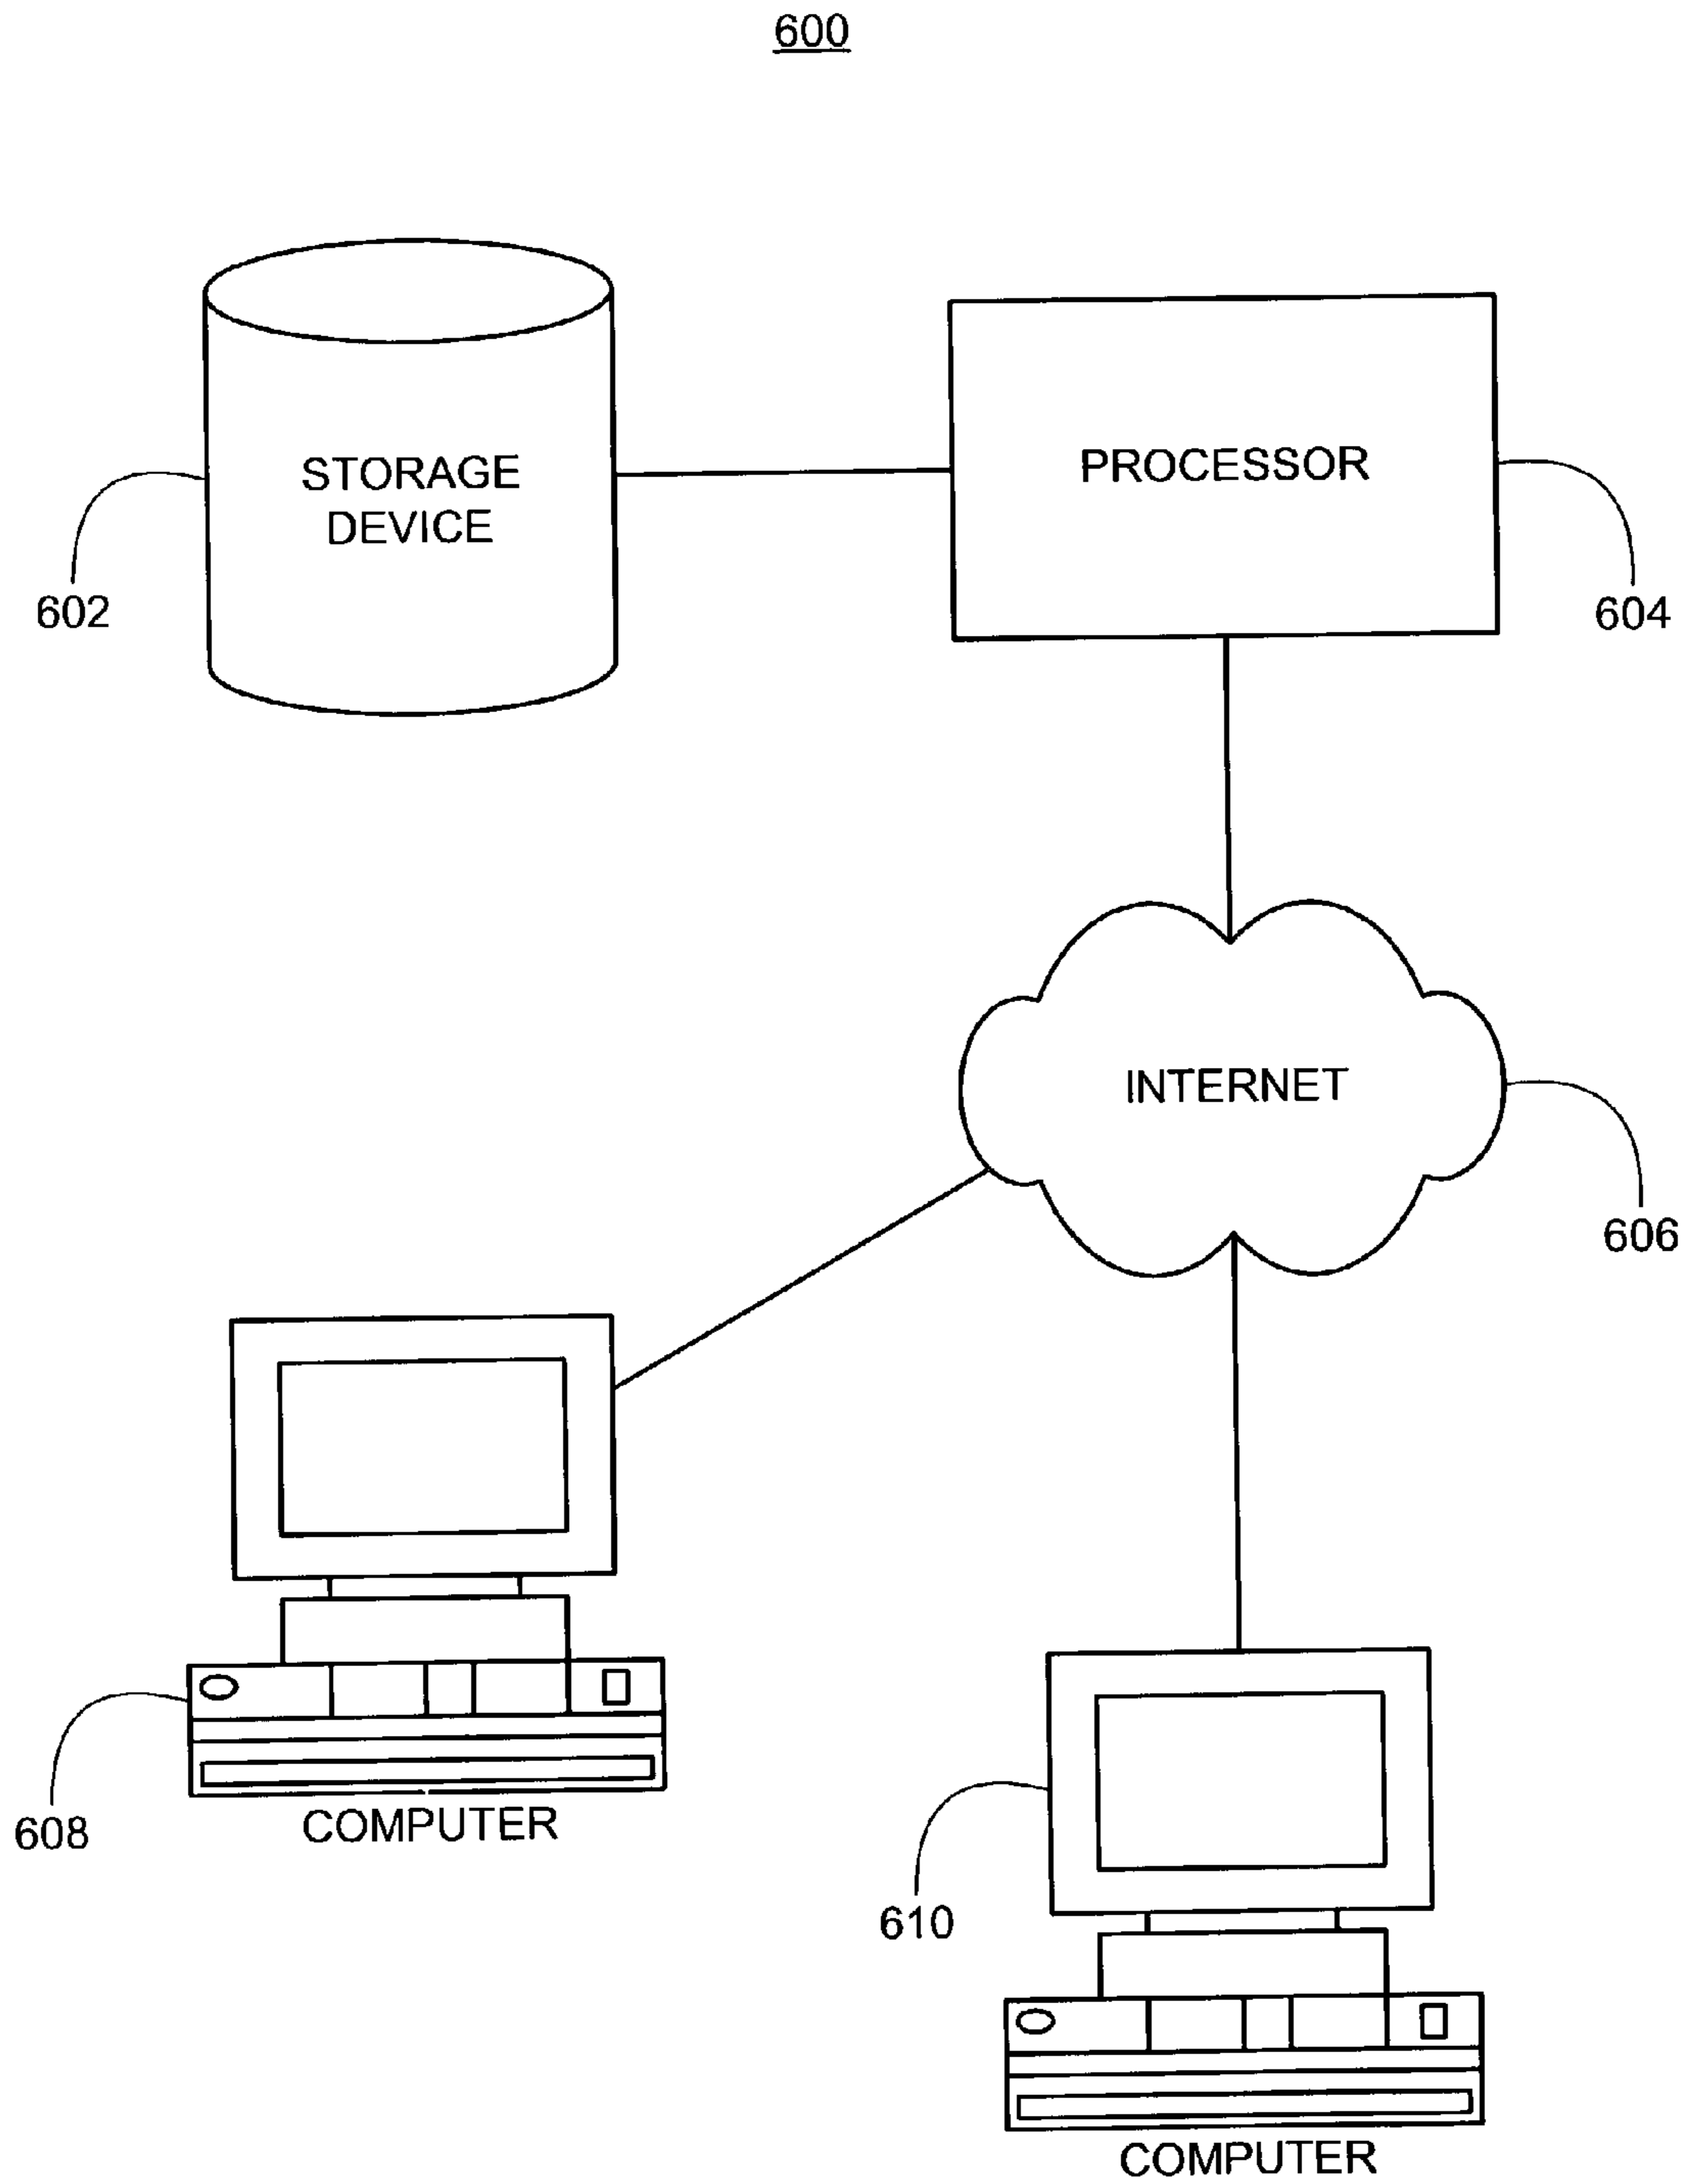 600
STORAGE
DEVICE
602
PROCESSOR
604
INTERNET
606
COMPUTER
608
610
COMPUTER